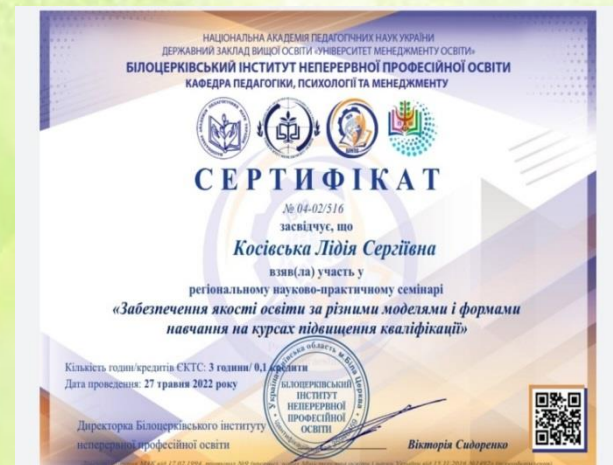 НАЦІОНАЛЬНА АКАДЕМІЯ ПЕДАГОГІЧНИХ НАУК УКРАЇНИ
ДЕРЖАВНИЙ ЗАКЛАД ВИЩОЇ ОСВІТИ «УНІВЕРСИТЕТ МЕНЕДЖМЕНТУ ОСВІТИ»
БІЛОЦЕРКІВСЬКИЙ ІНСТИТУТ НЕПЕРЕРВНОЇ ПРОФЕСІЙНОЇ ОСВІТИ
КАФЕДРА ПЕДАГОГІКИ, ПСИХОЛОГІЇ ТА МЕНЕДЖМЕНТУ
СЕРТИФІКАТ
№ 04-02/516
засвідчує, що
Косівська Лідія Сергіївна
взяв(ла) участь у
регіональному науково-практичному семінарі
«Забезпечення якості освіти за різними моделями і формами
навчання на курсах підвищення кваліфікації»
Кількість годин/кредитів ЄКТС: 3 години/ 0,1 кредити
Дата проведення: 27 травня 2022 року
БІЛОЦЕРКІВСЬКИЙ
ІНСТИТУТ
НЕПЕРЕРВНОЇ
ПРОФЕСІЙНОЇ
ОСВІТИ
Директорка Білоцерківського інституту
неперервної професійної освіти
Вікторія Сидоренко